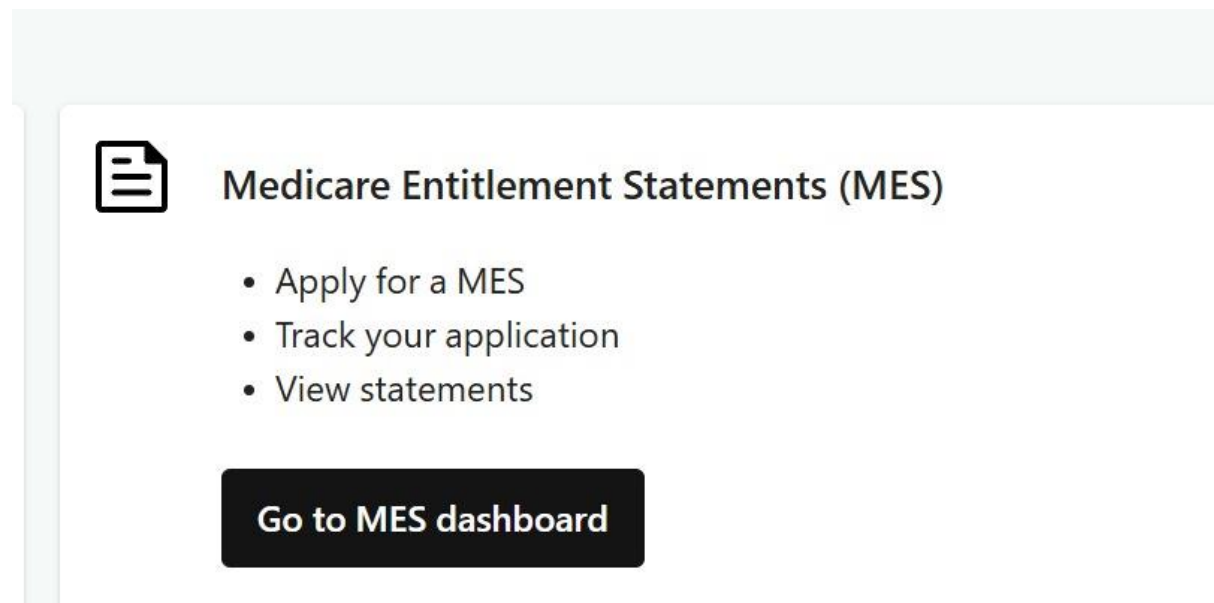 Medicare Entitlement Statements (MES)
• Apply for a MES
• Track your application
• View statements
Go to MES dashboard